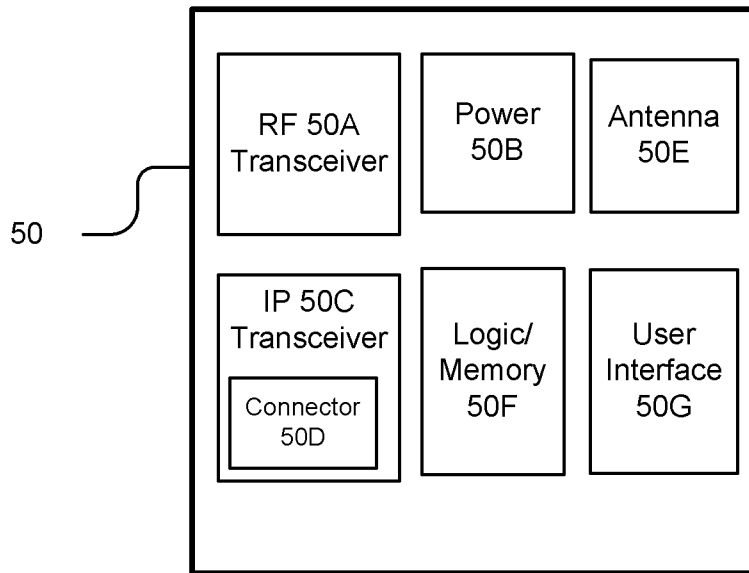 RF 50A
Transceiver
Power
50B
Antenna
50E
50
IP 50C
Transceiver
Connector
50D
Logic/
Memory
50F
User
Interface
50G